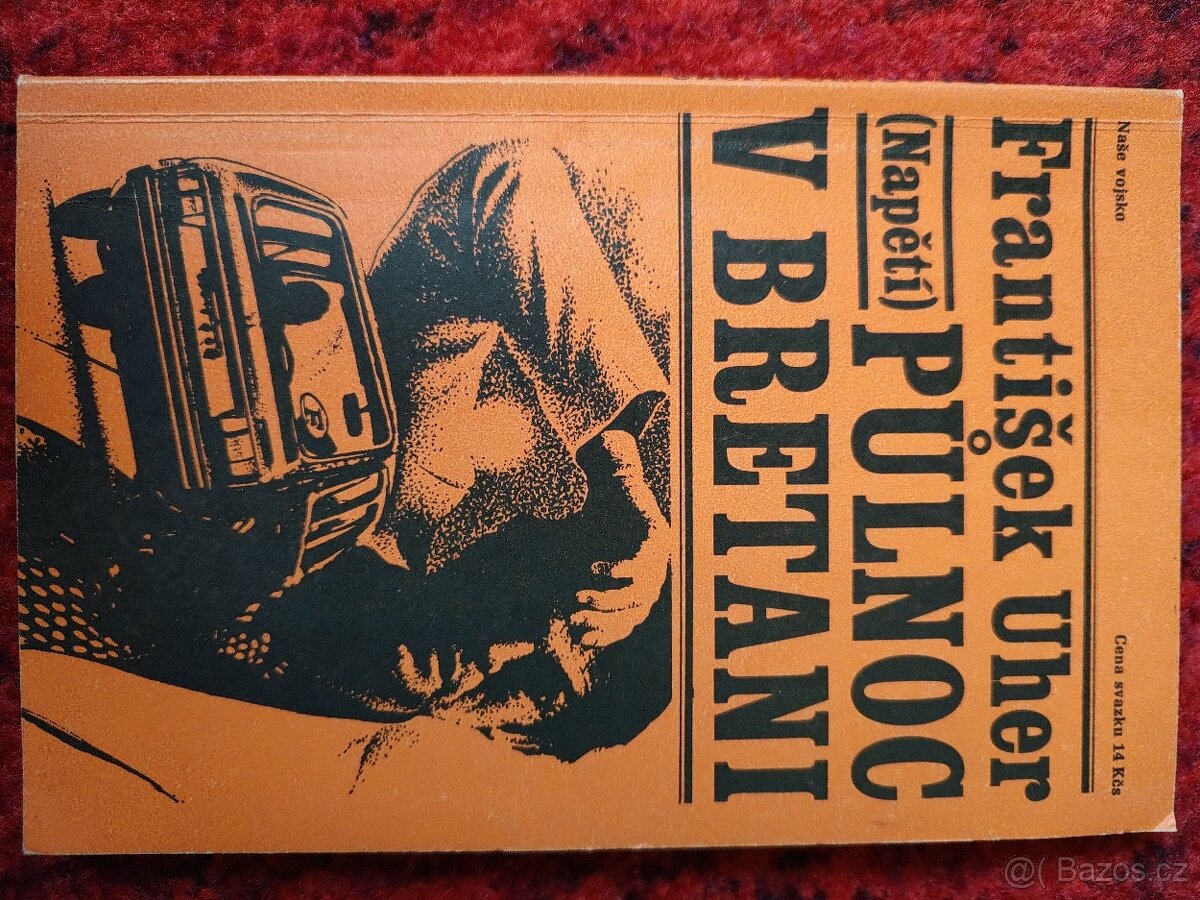 Naše vojsko Cena svazku 14 Kčs
František Uher
(Napětí) PŮLNOC
V BRETANI
F
@( Bazos.cz